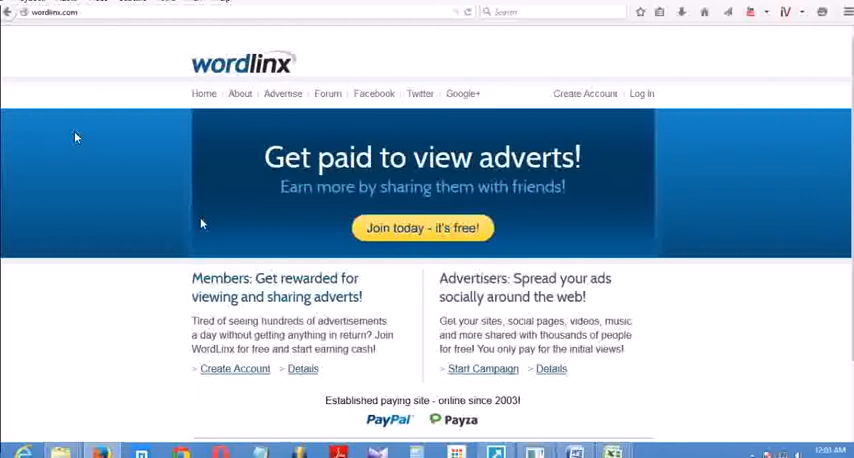 wordlinx.com
Search
wordlinx
Home About Advertise Forum Facebook Twitter Google+ Create Account Log In
Get paid to view adverts!
Earn more by sharing them with friends!
Join today - it's free!
Members: Get rewarded for
viewing and sharing adverts!
Tired of seeing hundreds of advertisements
a day without getting anything in return? Join
WordLinx for free and start earning cash!
> Create Account > Details
Advertisers: Spread your ads
socially around the web!
Get your sites, social pages, videos, music
and more shared with thousands of people
for free! You only pay for the initial views!
> Start Campaign > Details
Established paying site - online since 2003!
PayPal Payza
12:03 AM